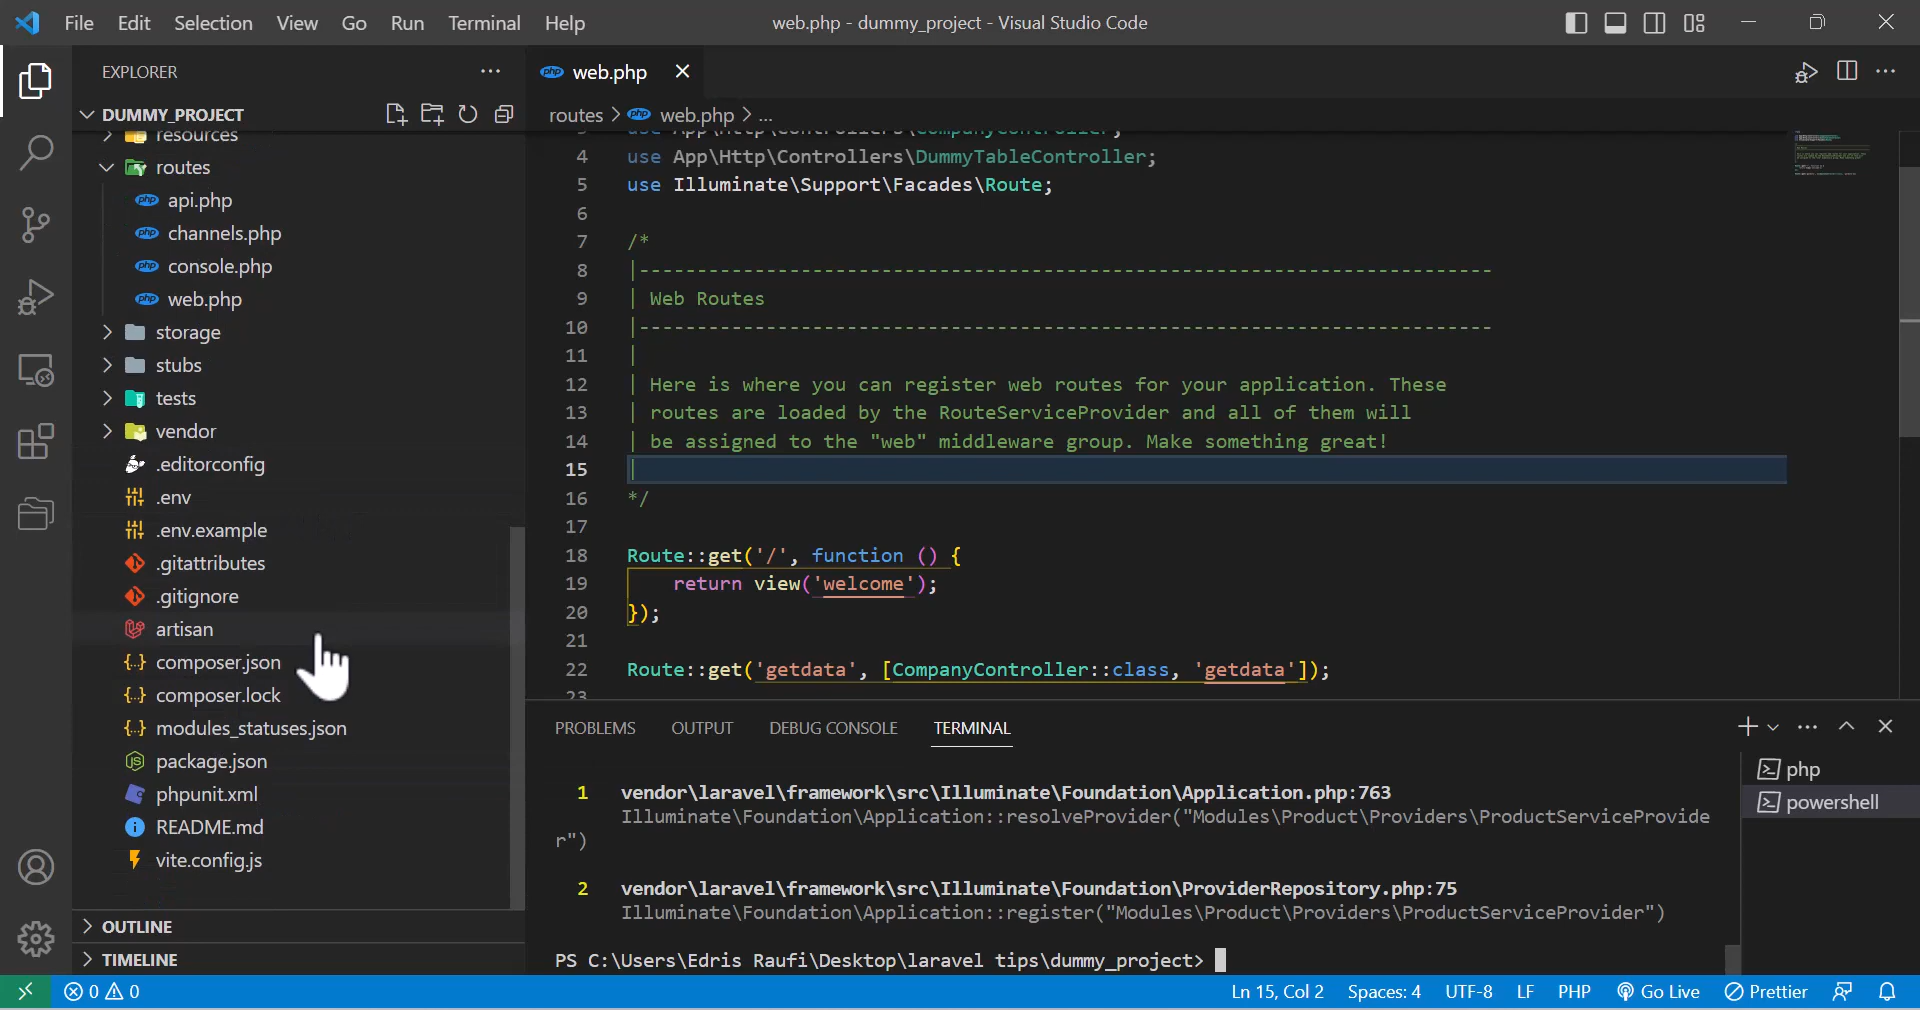 File Edit Selection View Go Run Terminal Help
web.php - dummy_project - Visual Studio Code
EXPLORER
DUMMY_PROJECT
resources
routes
api.php
channels.php
console.php
web.php
storage
stubs
tests
vendor
.editorconfig
.env
.env.example
.gitattributes
.gitignore
artisan
composer.json
composer.lock
modules_statuses.json
package.json
phpunit.xml
README.md
vite.config.js
OUTLINE
TIMELINE
php web.php
routes > php web.php > ...
3 use App\Http\Controllers\CompanyController;
4 use App\Http\Controllers\DummyTableController;
5 use Illuminate\Support\Facades\Route;
6
7 /*
8 |--------------------------------------------------------------------------
9 | Web Routes
10 |--------------------------------------------------------------------------
11 |
12 | Here is where you can register web routes for your application. These
13 | routes are loaded by the RouteServiceProvider and all of them will
14 | be assigned to the "web" middleware group. Make something great!
15 |
16 */
17
18 Route::get('/', function () {
19 return view('welcome');
20 });
21
22 Route::get('getdata', [CompanyController::class, 'getdata']);
23
PROBLEMS OUTPUT DEBUG CONSOLE TERMINAL
1 vendor\laravel\framework\src\Illuminate\Foundation\Application.php:763
Illuminate\Foundation\Application::resolveProvider("Modules\Product\Providers\ProductServiceProvide
r")
2 vendor\laravel\framework\src\Illuminate\Foundation\ProviderRepository.php:75
Illuminate\Foundation\Application::register("Modules\Product\Providers\ProductServiceProvider")
PS C:\Users\Edris Raufi\Desktop\laravel tips\dummy_project>
php
powershell
0 0
Ln 15, Col 2 Spaces: 4 UTF-8 LF PHP Go Live Prettier